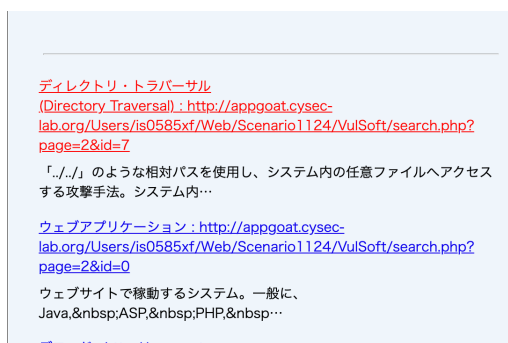 ディレクトリ・トラバーサル
(Directory Traversal) : http://appgoat.cysec-
lab.org/Users/is0585xf/Web/Scenario1124/VulSoft/search.php?
page=2&id=7
「../../」のような相対パスを使用し、システム内の任意ファイルへアクセス
する攻撃手法。システム内…
ウェブアプリケーション : http://appgoat.cysec-
lab.org/Users/is0585xf/Web/Scenario1124/VulSoft/search.php?
page=2&id=0
ウェブサイトで稼動するシステム。一般に、
Java,&nbsp;ASP,&nbsp;PHP,&nbsp…